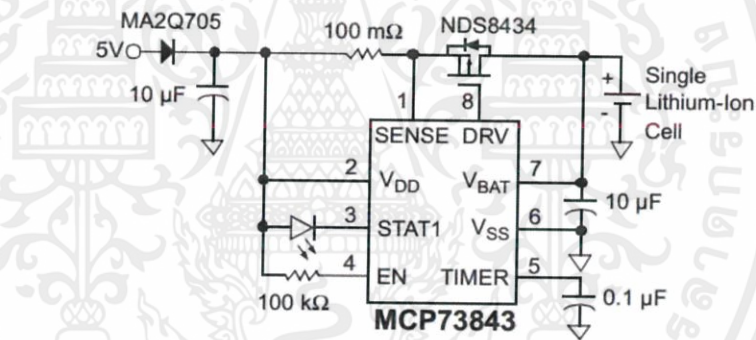 MA2Q705
5V
10 µF
100 mΩ
NDS8434
+
Single
Lithium-Ion
-
Cell
1
8
SENSE DRV
2
VDD
VBAT
7
3
STAT1
VSS
6
10 µF
4
EN
TIMER
5
100 kΩ
0.1 µF
MCP73843